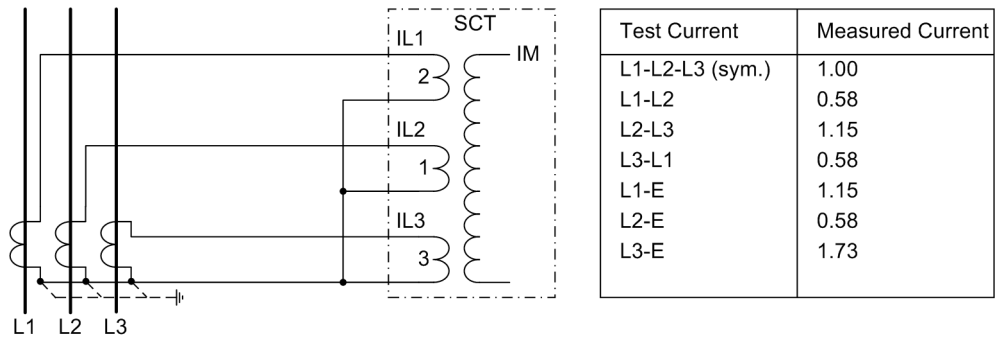 SCT
IL1
IM
2
IL2
1
IL3
3
L1 L2 L3
Test Current Measured Current
L1-L2-L3 (sym.) 1.00
L1-L2 0.58
L2-L3 1.15
L3-L1 0.58
L1-E 1.15
L2-E 0.58
L3-E 1.73